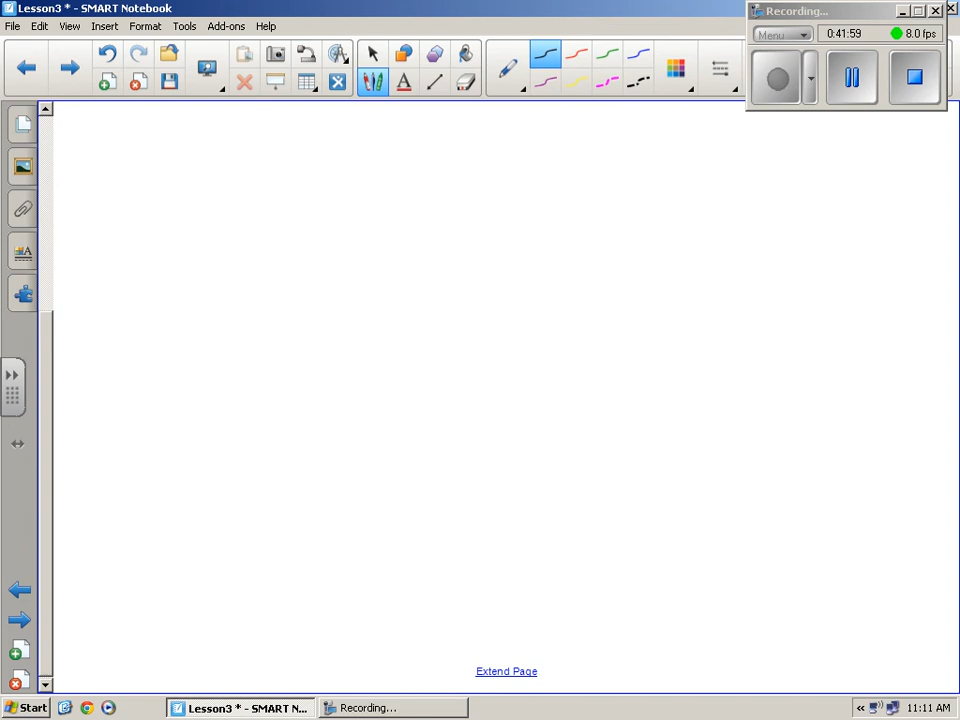 Lesson3 * - SMART Notebook
Recording...
File Edit View Insert Format Tools Add-ons Help
Menu 0:41:59 8.0 fps
Extend Page
Start Lesson3 * - SMART N... Recording... « 11:11 AM